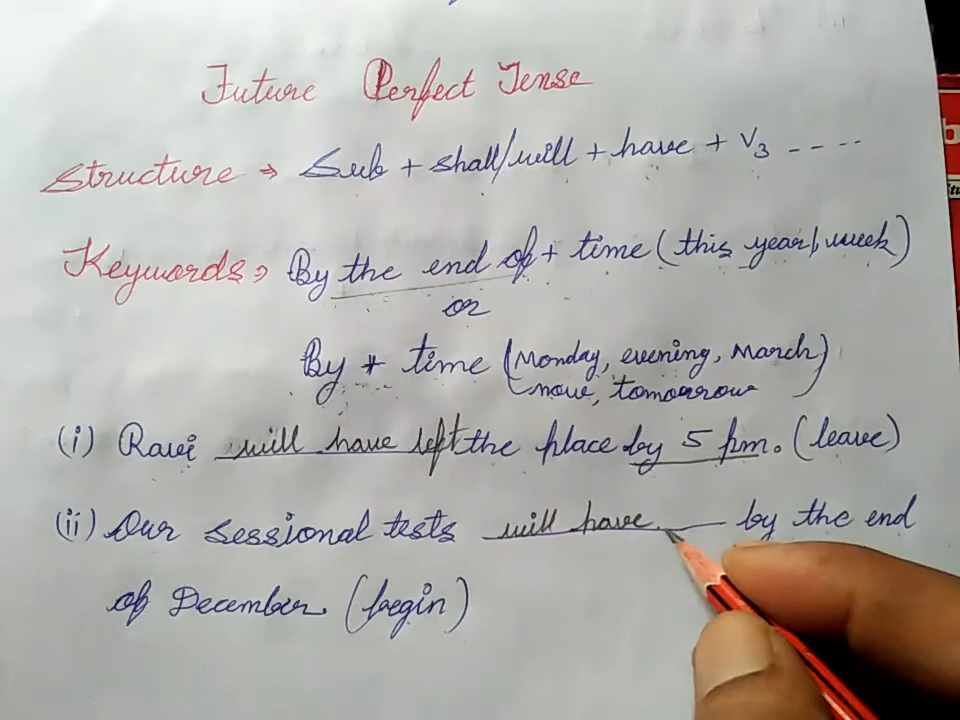 Future Perfect Tense
Structure ⇒ Sub + shall/will + have + V3 ----
Keywords ⇒ By the end of + time (this year/week)
or
By + time (Monday, evening, March)
now, tomorrow
(i) Ravi will have left the place by 5 pm. (leave)
(ii) Our sessional tests will have ___ by the end
of December. (begin)